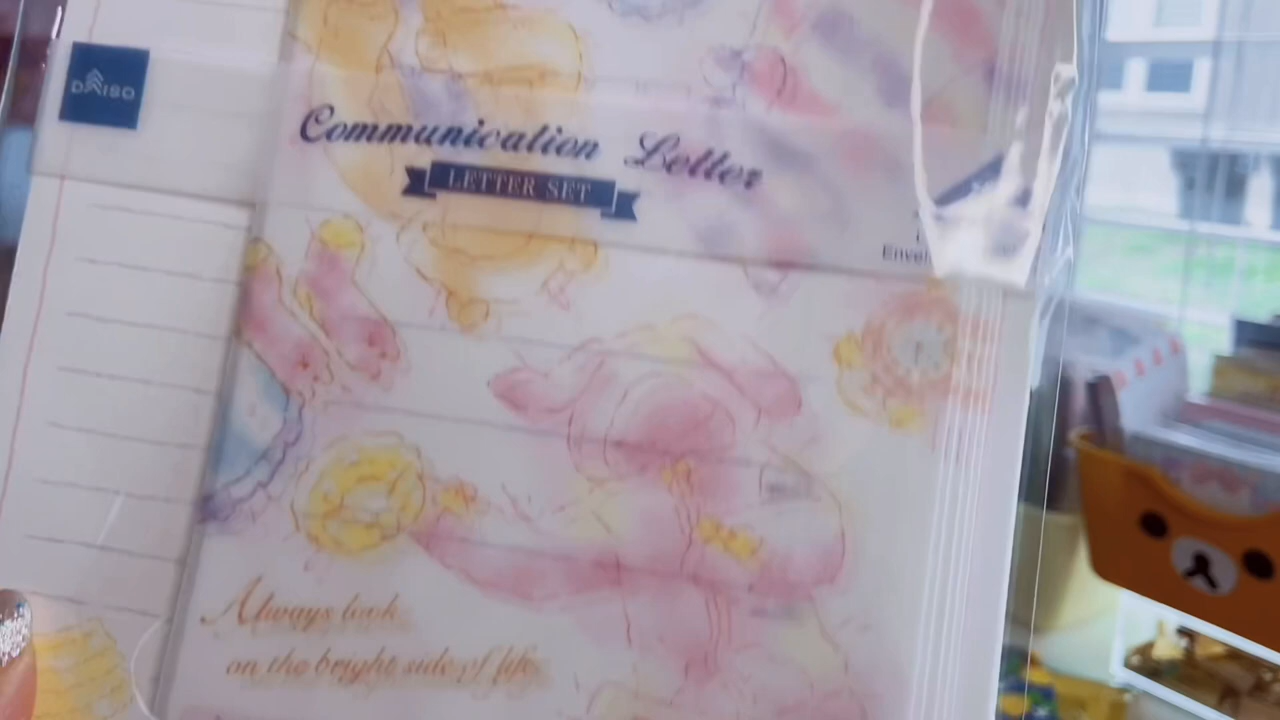 DAISO
Communication Letter
LETTER SET
Always look
on the bright side of life.